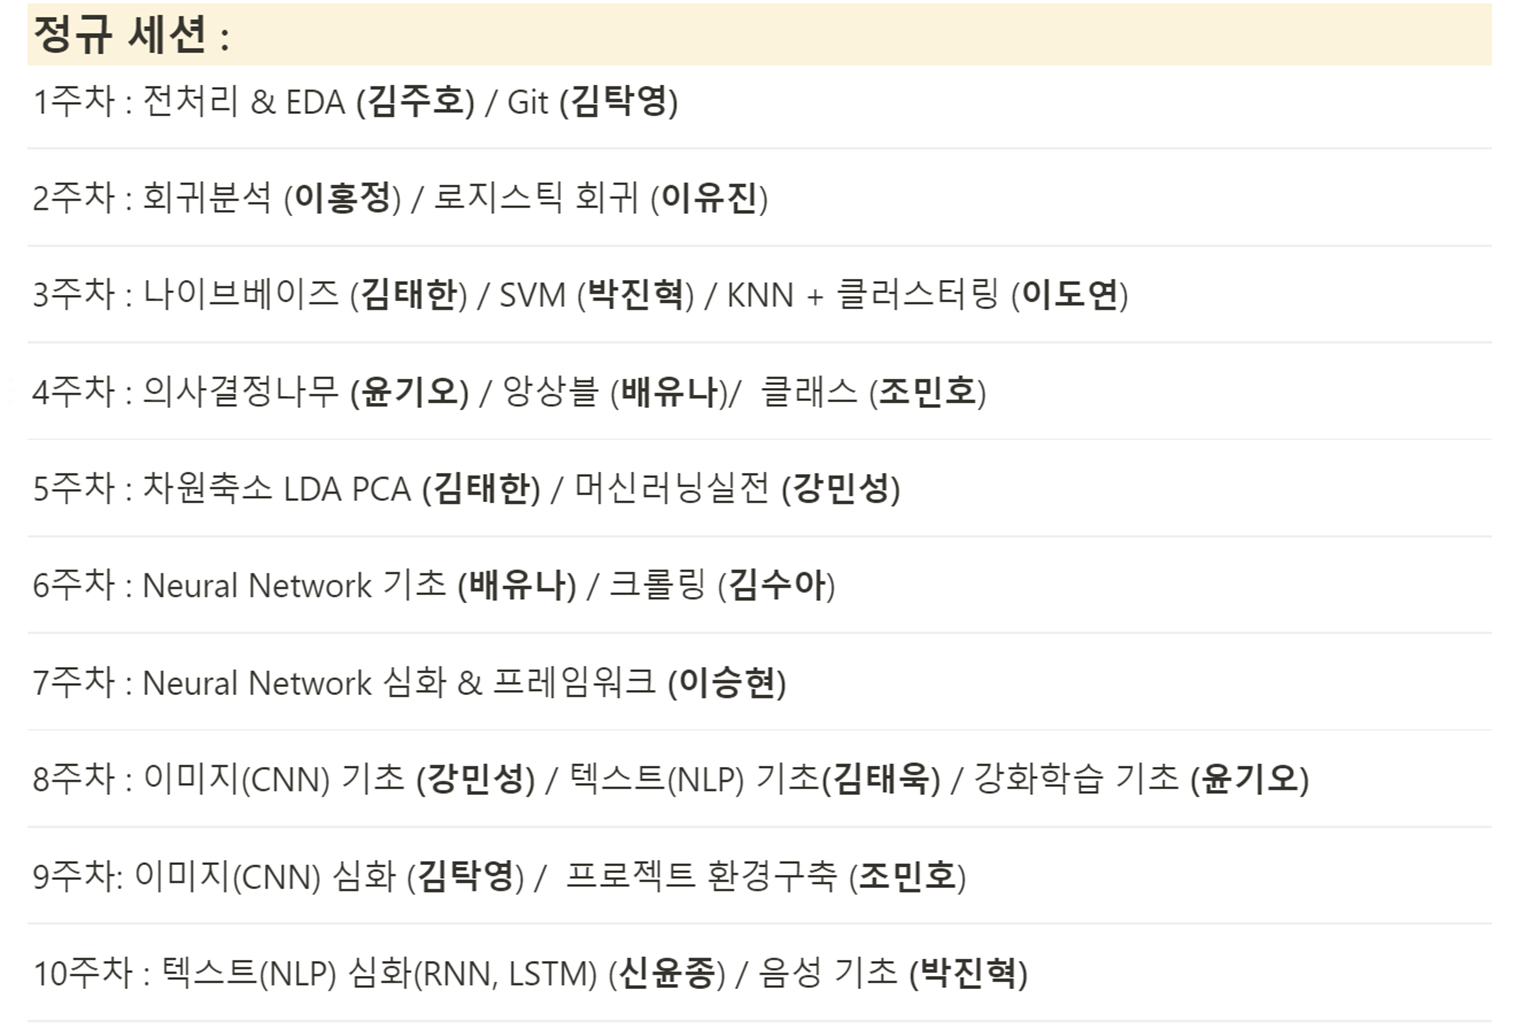 정규 세션 :
1주차 : 전처리 & EDA (김주호) / Git (김탁영)
2주차 : 회귀분석 (이홍정) / 로지스틱 회귀 (이유진)
3주차 : 나이브베이즈 (김태한) / SVM (박진혁) / KNN + 클러스터링 (이도연)
4주차 : 의사결정나무 (윤기오) / 앙상블 (배유나)/ 클래스 (조민호)
5주차 : 차원축소 LDA PCA (김태한) / 머신러닝실전 (강민성)
6주차 : Neural Network 기초 (배유나) / 크롤링 (김수아)
7주차 : Neural Network 심화 & 프레임워크 (이승현)
8주차 : 이미지(CNN) 기초 (강민성) / 텍스트(NLP) 기초(김태욱) / 강화학습 기초 (윤기오)
9주차: 이미지(CNN) 심화 (김탁영) / 프로젝트 환경구축 (조민호)
10주차 : 텍스트(NLP) 심화(RNN, LSTM) (신윤종) / 음성 기초 (박진혁)